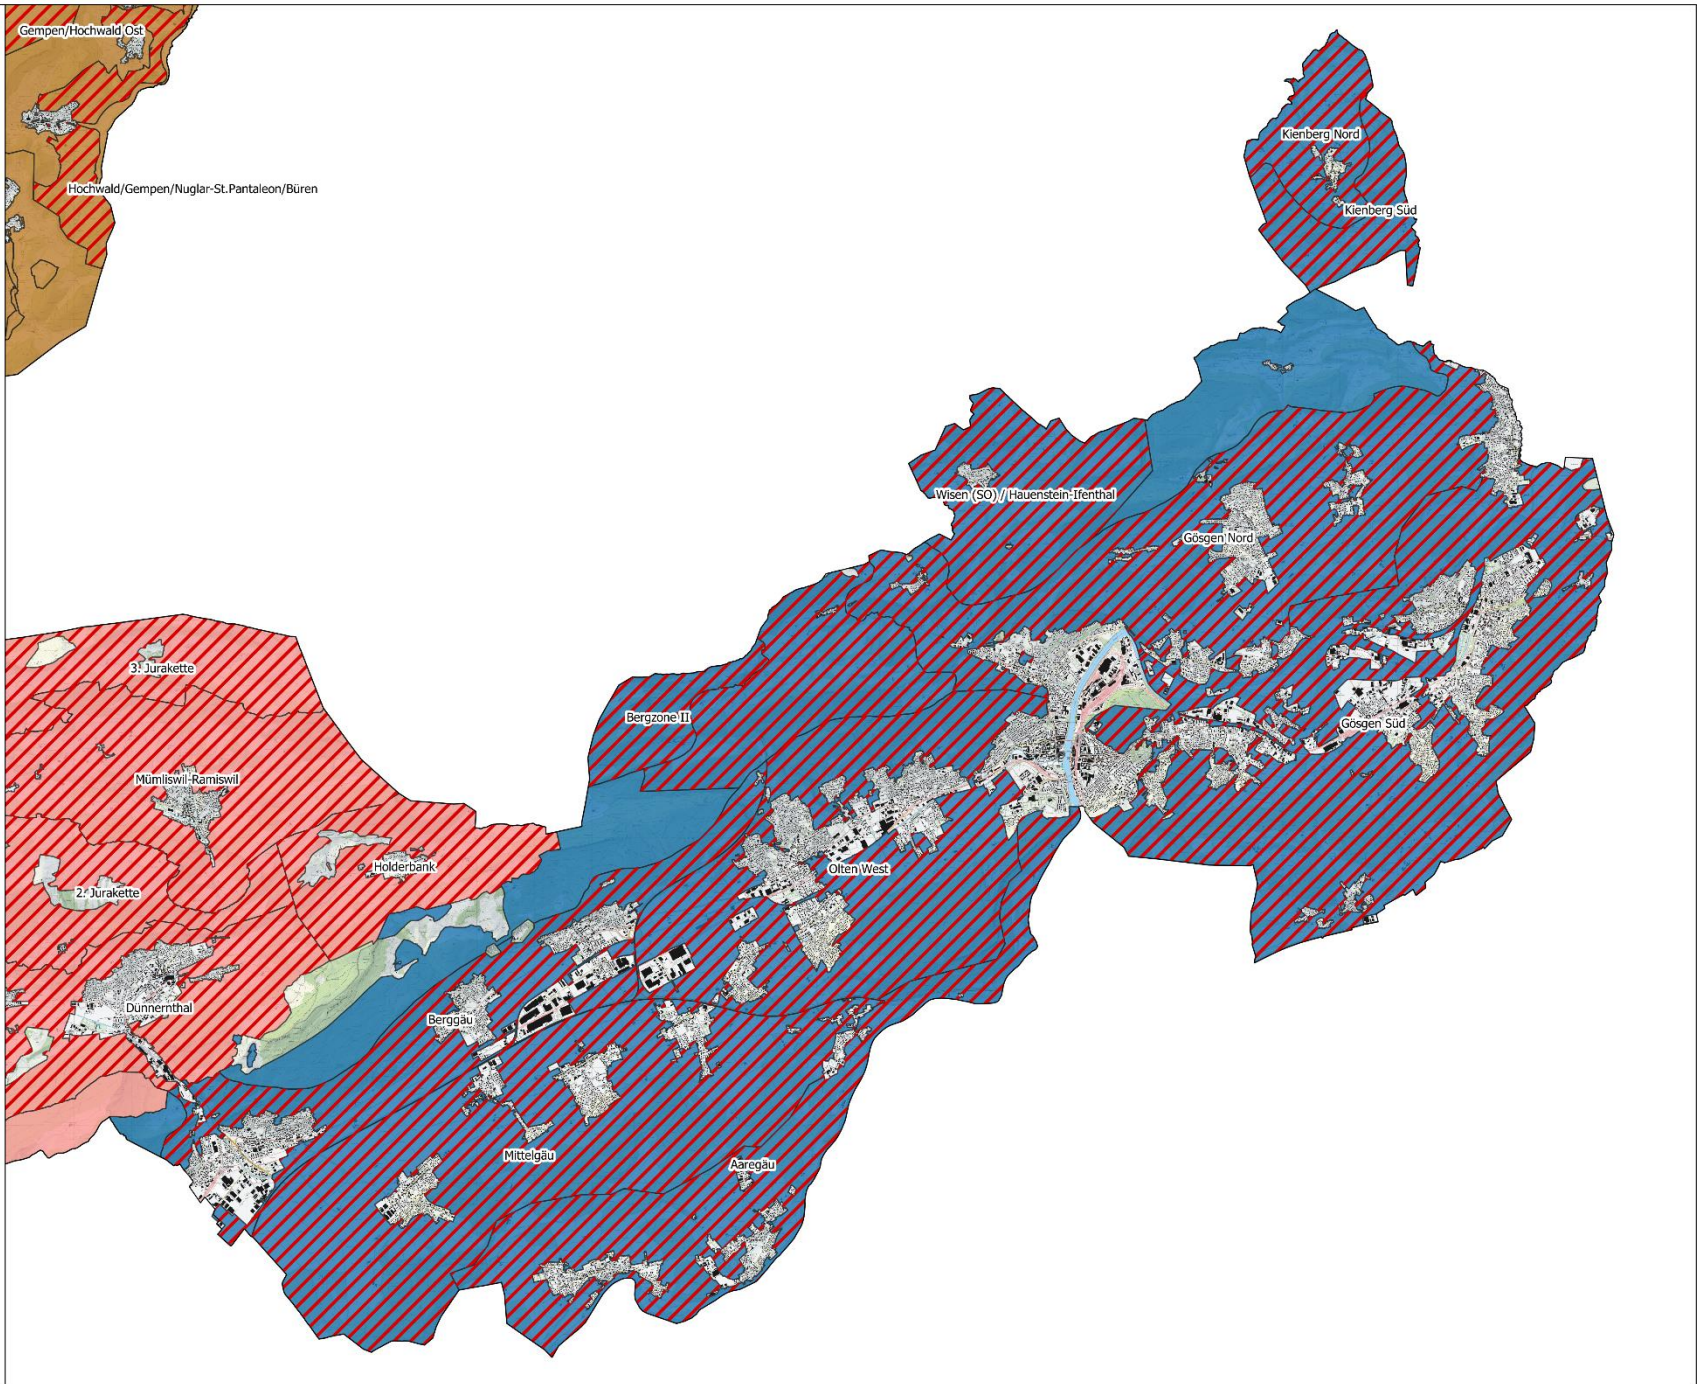 Gempen/Hochwald Ost
Kienberg Nord
Hochwald/Gempen/Nuglar-St.Pantaleon/Büren
Kienberg Süd
Wisen (SO) / Hauenstein-Ifenthal
Gösgen Nord
3. Jurakette
Bergzone II
Gösgen Süd
Mümliswil-Ramiswil
Holderbank
Olten West
2. Jurakette
Dünnernthal
Berggäu
Mittelgäu
Aaregäu